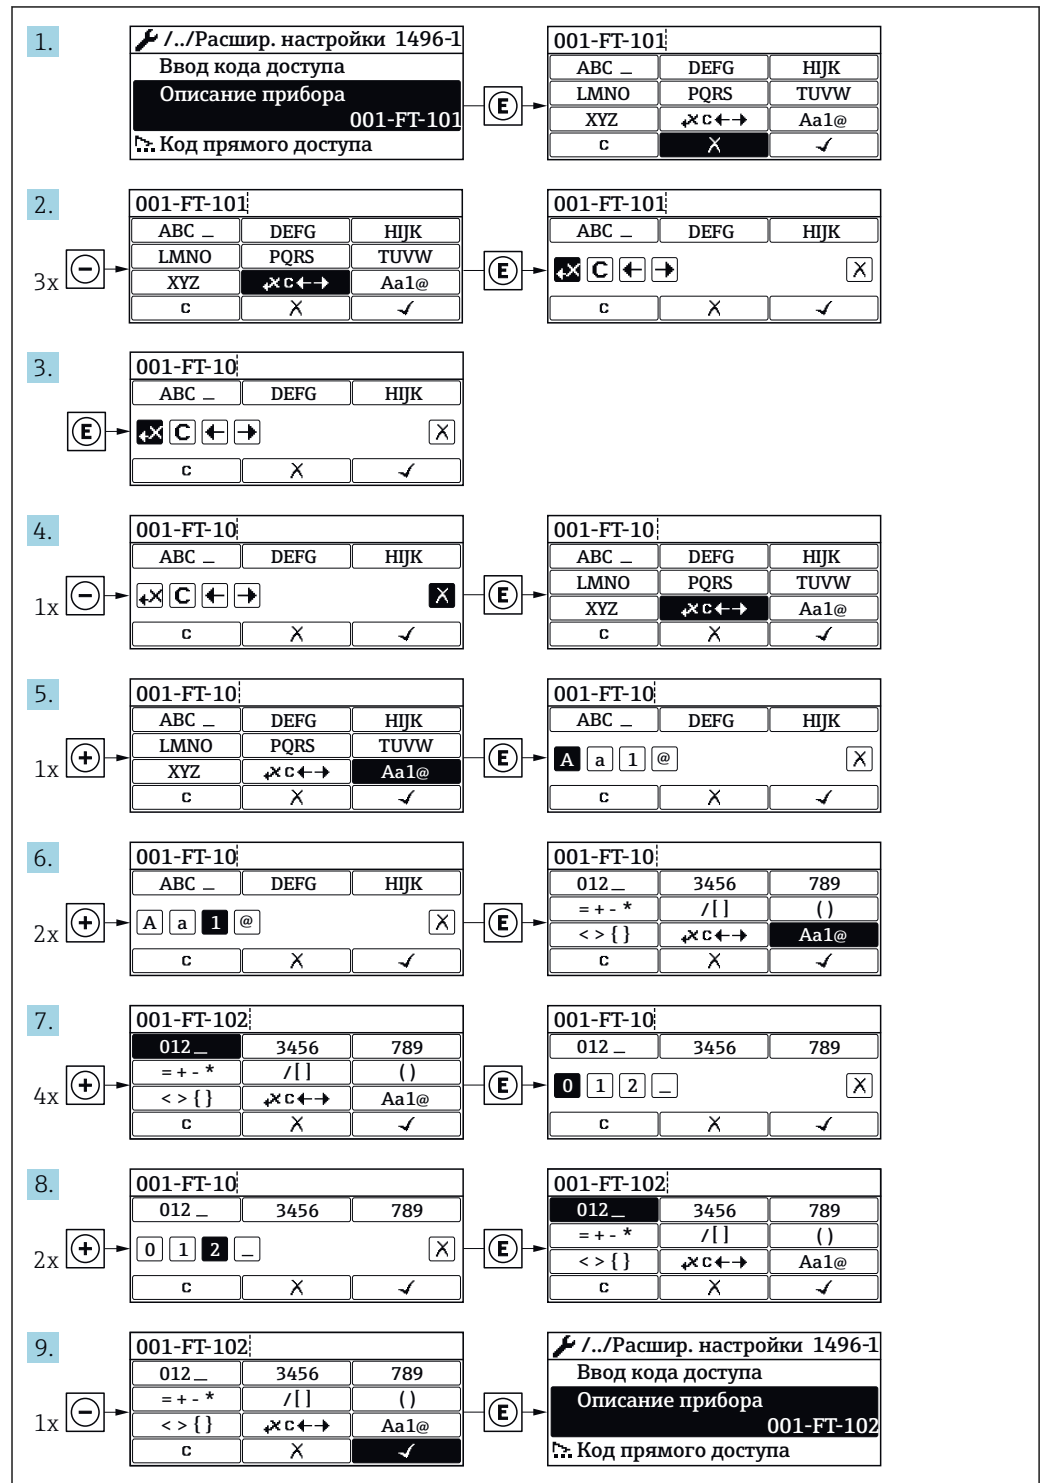 1.
/../Расшир. настройки 1496-1
Ввод кода доступа
Описание прибора
001-FT-101
Код прямого доступа
E
001-FT-101
ABC _ DEFG HIJK
LMNO PQRS TUVW
XYZ C←→ Aa1@
C X ✓
2.
3x −
001-FT-101
ABC _ DEFG HIJK
LMNO PQRS TUVW
XYZ C←→ Aa1@
C X ✓
E
001-FT-101
ABC _ DEFG HIJK
C ← → X
C X ✓
3.
E
001-FT-10
ABC _ DEFG HIJK
C ← → X
C X ✓
4.
1x −
001-FT-10
ABC _ DEFG HIJK
C ← → X
C X ✓
E
001-FT-10
ABC _ DEFG HIJK
LMNO PQRS TUVW
XYZ C←→ Aa1@
C X ✓
5.
1x +
001-FT-10
ABC _ DEFG HIJK
LMNO PQRS TUVW
XYZ C←→ Aa1@
C X ✓
E
001-FT-10
ABC _ DEFG HIJK
A a 1 @ X
C X ✓
6.
2x +
001-FT-10
ABC _ DEFG HIJK
A a 1 @ X
C X ✓
E
001-FT-10
012_ 3456 789
= + - * /[ ] ( )
< > { } C←→ Aa1@
C X ✓
7.
4x +
001-FT-102
012_ 3456 789
= + - * /[ ] ( )
< > { } C←→ Aa1@
C X ✓
E
001-FT-10
012 _ 3456 789
0 1 2 _ X
C X ✓
8.
2x +
001-FT-10
012 _ 3456 789
0 1 2 _ X
C X ✓
E
001-FT-102
012_ 3456 789
= + - * /[ ] ( )
< > { } C←→ Aa1@
C X ✓
9.
1x −
001-FT-102
012_ 3456 789
= + - * /[ ] ( )
< > { } C←→ Aa1@
C X ✓
E
/../Расшир. настройки 1496-1
Ввод кода доступа
Описание прибора
001-FT-102
Код прямого доступа